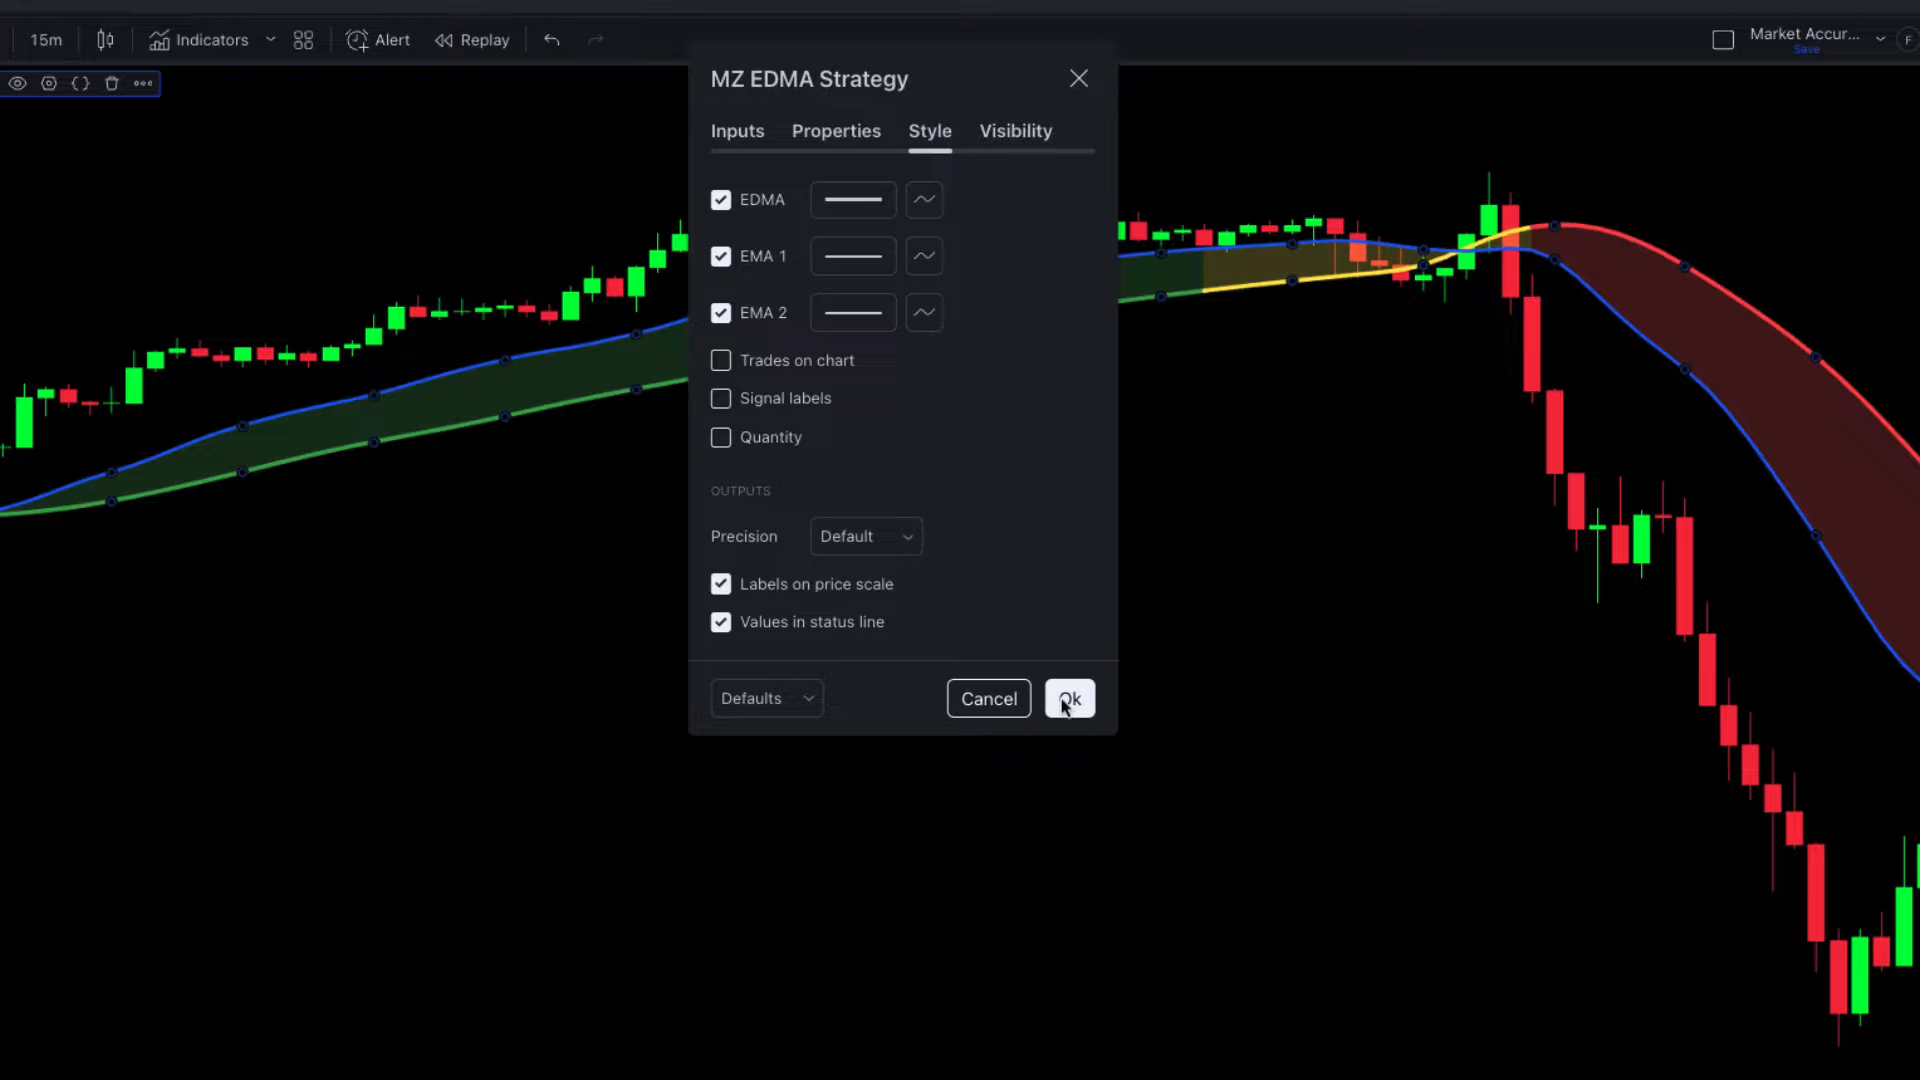 15m
Indicators
Alert
Replay
Market Accur...
Save
F
MZ EDMA Strategy
Inputs
Properties
Style
Visibility
EDMA
EMA 1
EMA 2
Trades on chart
Signal labels
Quantity
OUTPUTS
Precision
Default
Labels on price scale
Values in status line
Defaults
Cancel
Ok